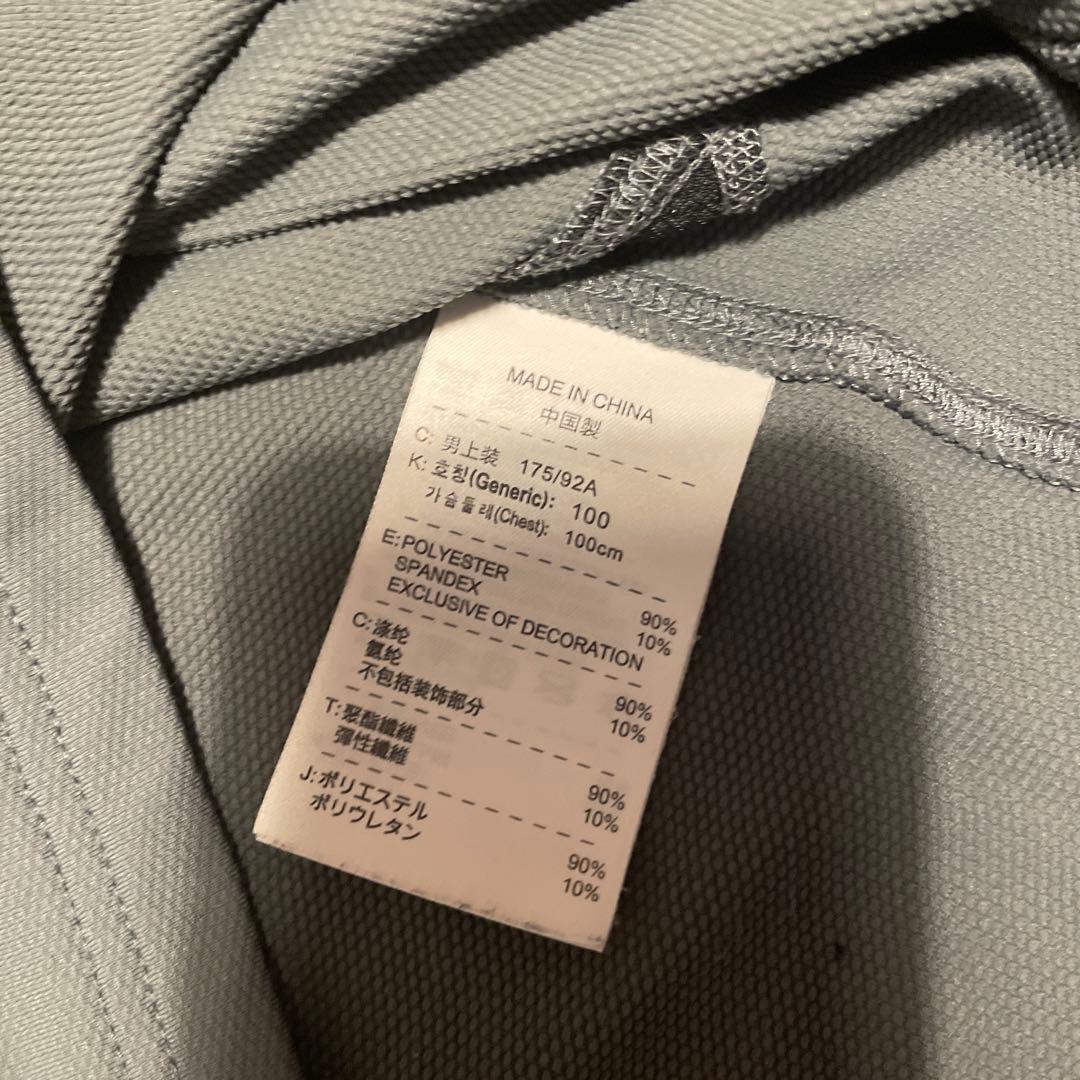 MADE IN CHINA
中国製
C: 男上装 175/92A
K: 호칭(Generic): 100
가슴둘레(Chest): 100cm
E:POLYESTER 90%
SPANDEX 10%
EXCLUSIVE OF DECORATION
C:涤纶 90%
氨纶 10%
不包括装饰部分
T:聚酯纖維 90%
彈性纖維 10%
J:ポリエステル 90%
ポリウレタン 10%